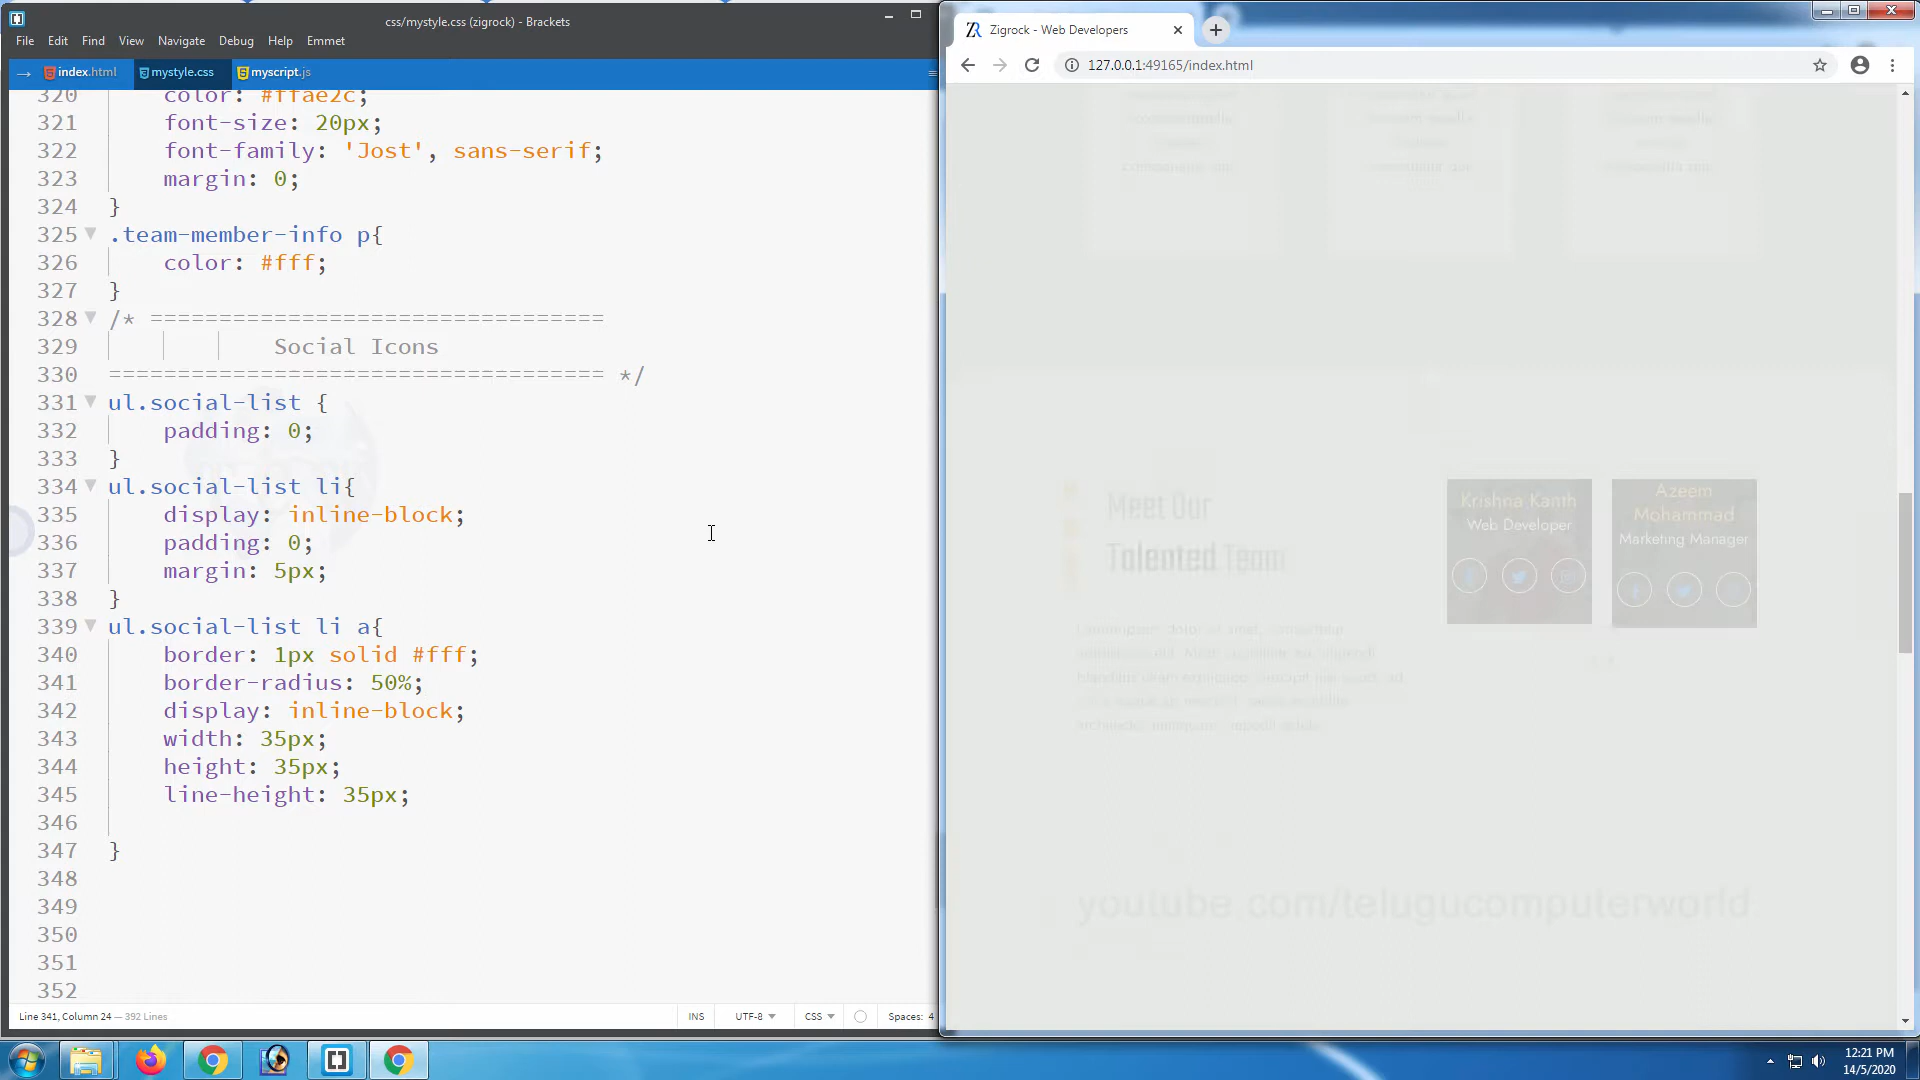 css/mystyle.css (zigrock) - Brackets
File Edit Find View Navigate Debug Help Emmet
index.html mystyle.css myscript.js
320 color: #ffae2c;
321 font-size: 20px;
322 font-family: 'Jost', sans-serif;
323 margin: 0;
324 }
325 .team-member-info p{
326 color: #fff;
327 }
328 /* =================================
329 Social Icons
330 ==================================== */
331 ul.social-list {
332 padding: 0;
333 }
334 ul.social-list li{
335 display: inline-block;
336 padding: 0;
337 margin: 5px;
338 }
339 ul.social-list li a{
340 border: 1px solid #fff;
341 border-radius: 50%;
342 display: inline-block;
343 width: 35px;
344 height: 35px;
345 line-height: 35px;
346
347 }
348
349
350
351
352
Line 341, Column 24 — 392 Lines
INS UTF-8 CSS Spaces: 4
Zigrock - Web Developers
127.0.0.1:49165/index.html
Meet Our
Talented Team
Krishna Kanth
Web Developer
Azeem
Mohammad
Marketing Manager
youtube.com/telugucomputerworld
12:21 PM
14/5/2020